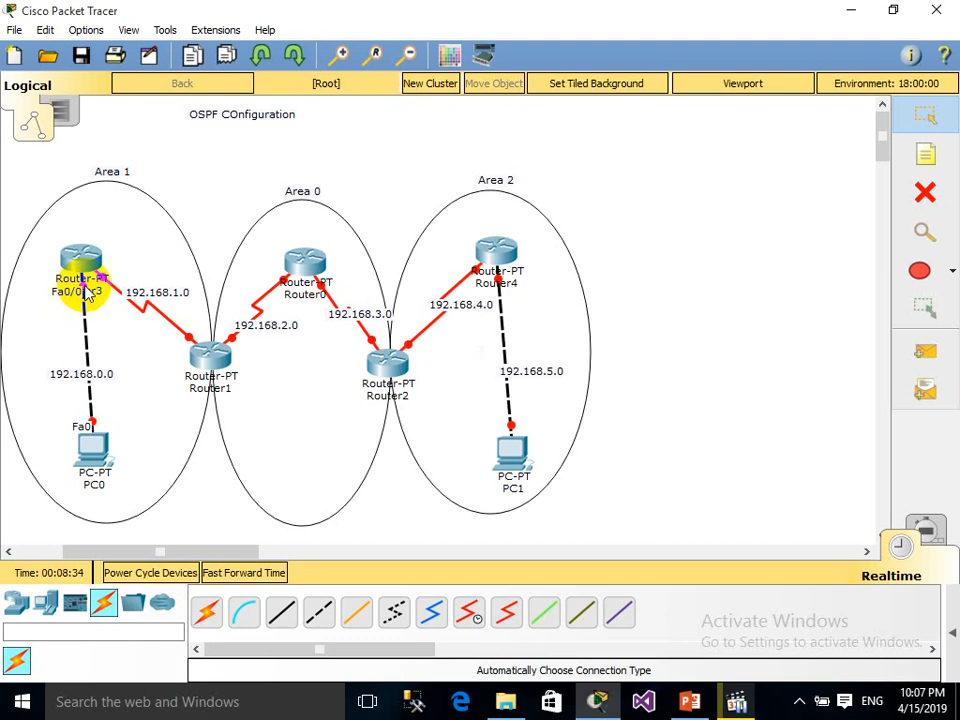 Cisco Packet Tracer
File Edit Options View Tools Extensions Help
Logical
Back
[Root]
New Cluster
Move Object
Set Tiled Background
Viewport
Environment: 18:00:00
OSPF COnfiguration
Area 1
Area 0
Area 2
Router-PT
Fa0/0
r3
192.168.1.0
Router-PT
Router0
Router-PT
Router4
192.168.2.0
192.168.3.0
192.168.4.0
192.168.0.0
Router-PT
Router1
Router-PT
Router2
192.168.5.0
Fa0
PC-PT
PC0
PC-PT
PC1
Time: 00:08:34
Power Cycle Devices
Fast Forward Time
Realtime
Activate Windows
Go to Settings to activate Windows.
Automatically Choose Connection Type
Search the web and Windows
ENG
10:07 PM
4/15/2019